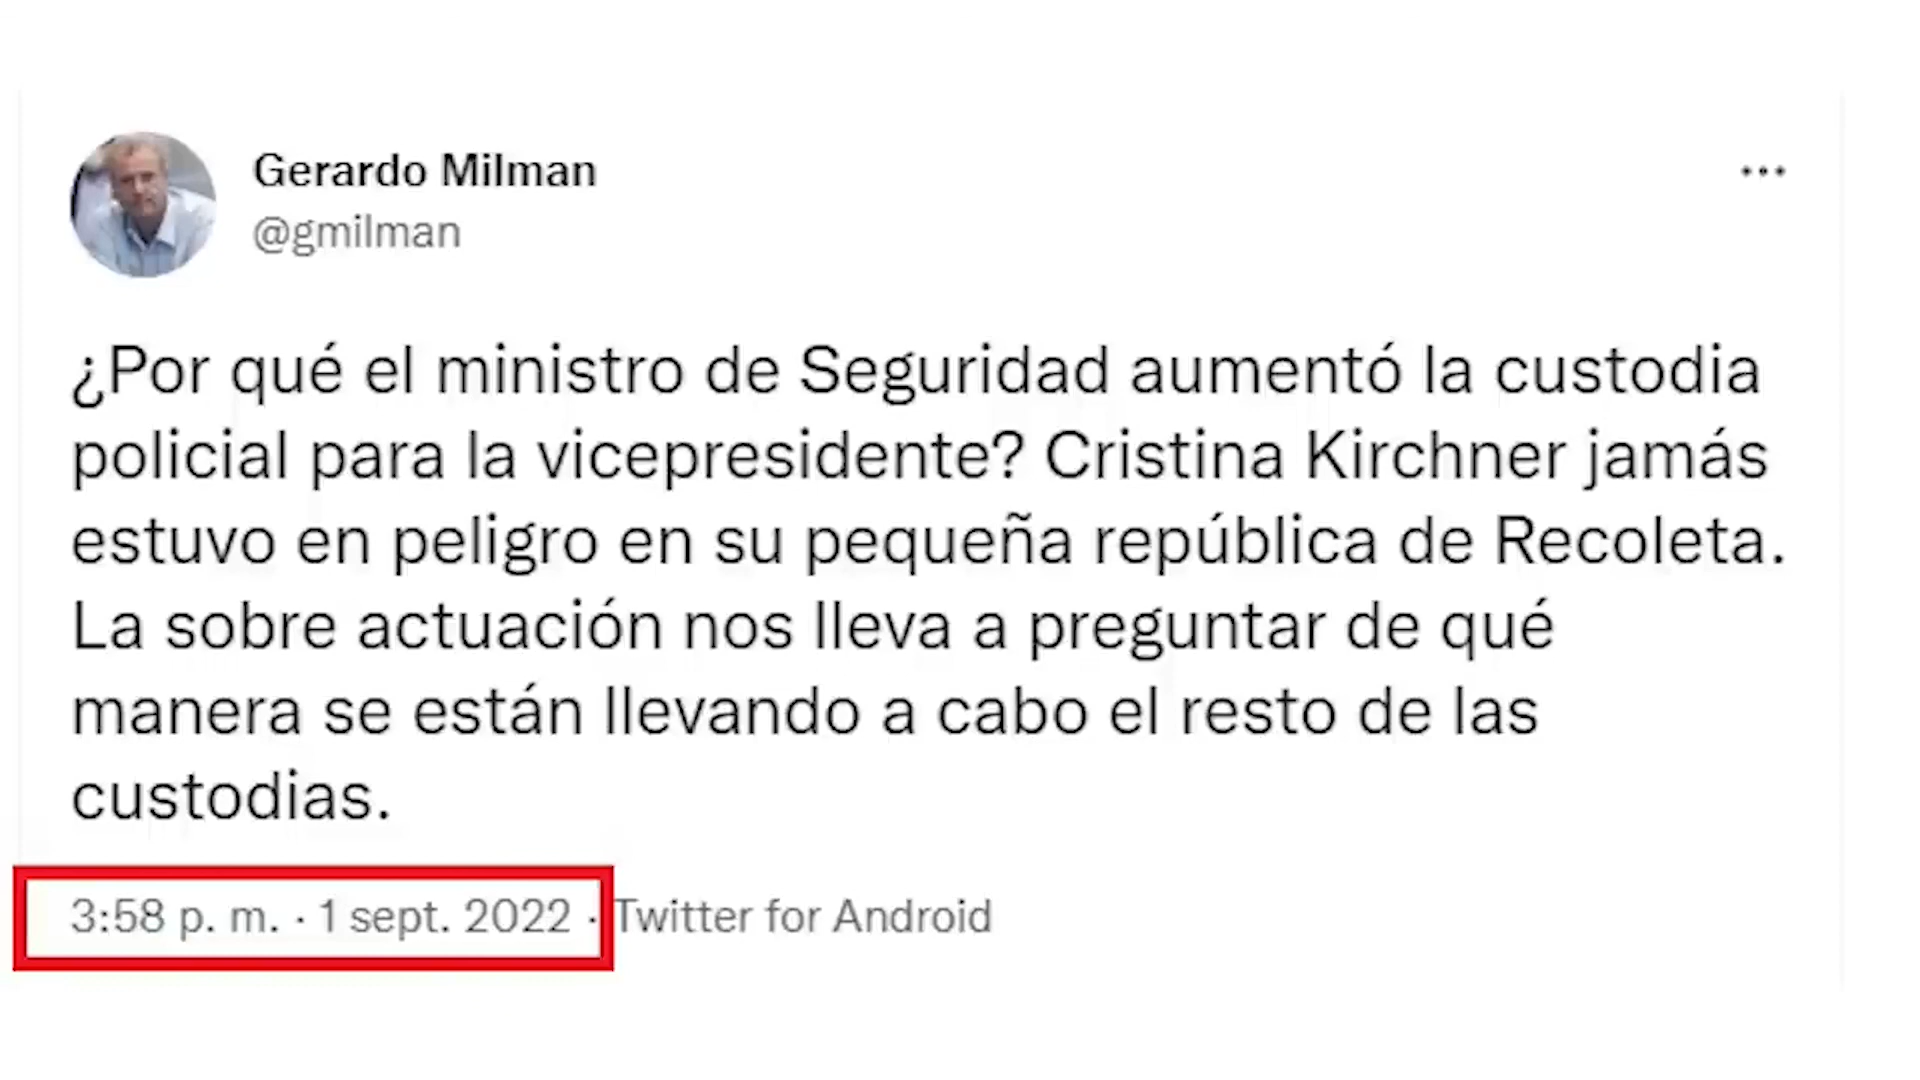 Gerardo Milman
@gmilman
¿Por qué el ministro de Seguridad aumentó la custodia
policial para la vicepresidente? Cristina Kirchner jamás
estuvo en peligro en su pequeña república de Recoleta.
La sobre actuación nos lleva a preguntar de qué
manera se están llevando a cabo el resto de las
custodias.
3:58 p. m. · 1 sept. 2022 · Twitter for Android